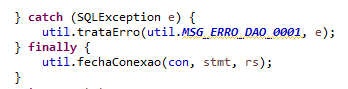 } catch (SQLException e) {
util.trataErro(util.MSG_ERRO_DAO_0001, e);
} finally {
util.fechaConexao(con, stmt, rs);
}